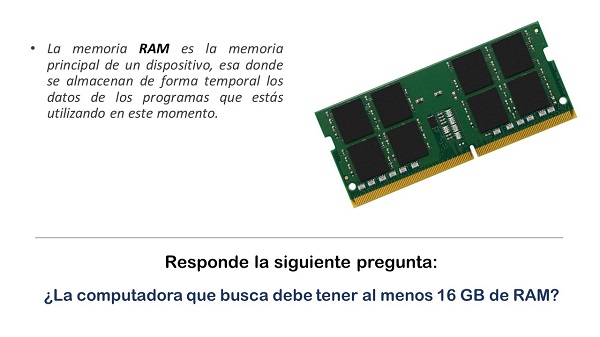 • La memoria RAM es la memoria
principal de un dispositivo, esa donde
se almacenan de forma temporal los
datos de los programas que estás
utilizando en este momento.
Responde la siguiente pregunta:
¿La computadora que busca debe tener al menos 16 GB de RAM?